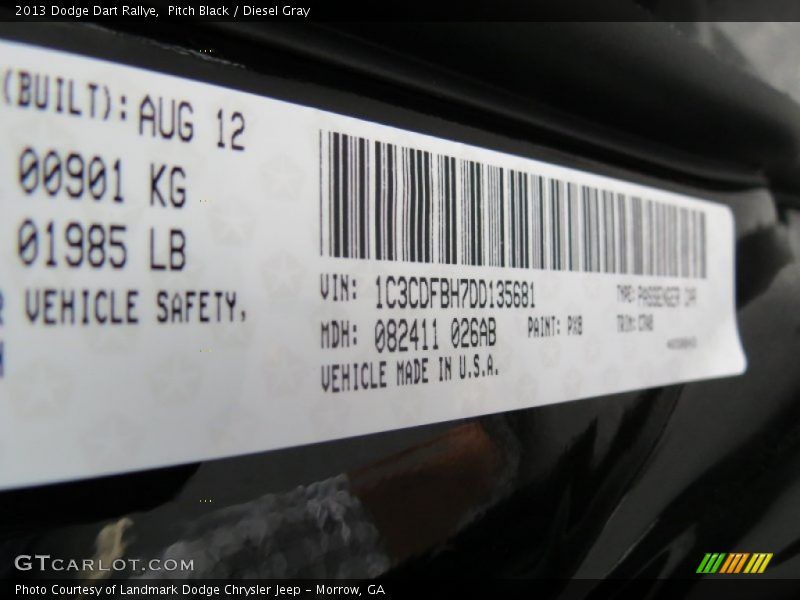 2013 Dodge Dart Rallye, Pitch Black / Diesel Gray
(BUILT): AUG 12
00901 KG
01985 LB
VEHICLE SAFETY,
VIN: 1C3CDFBH7DD135681
TYPE: PASSENGER CAR
MDH: 082411 026AB PAINT: PX8
TRIM:
VEHICLE MADE IN U.S.A.
GTCARLOT.COM
Photo Courtesy of Landmark Dodge Chrysler Jeep - Morrow, GA